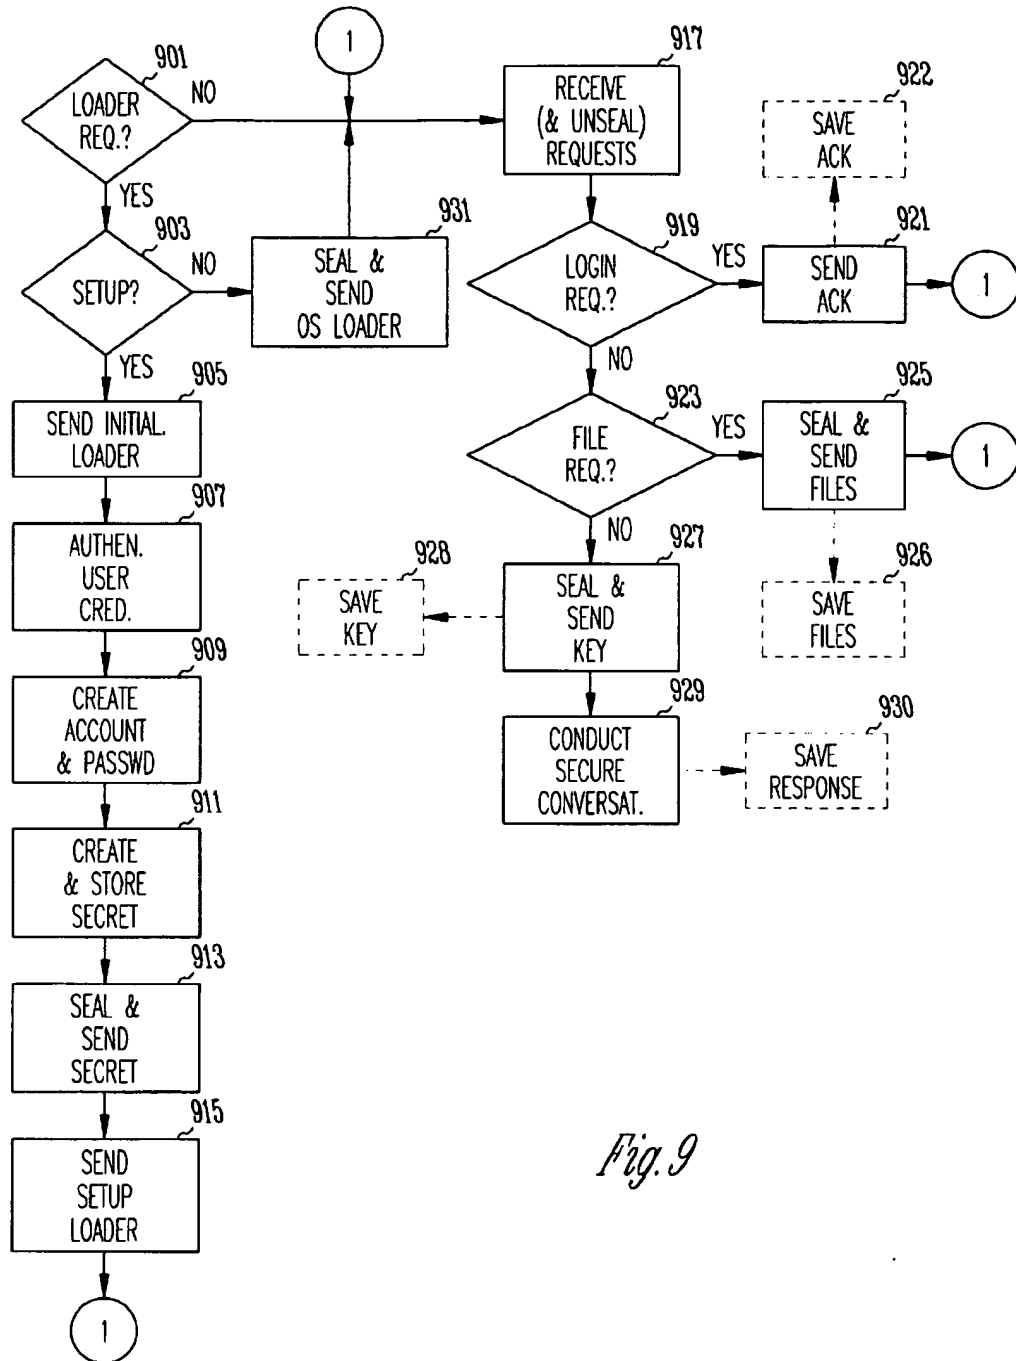 901
LOADER
REQ.?
NO
YES
903
SETUP?
NO
YES
1
931
SEAL &
SEND
OS LOADER
905
SEND INITIAL.
LOADER
907
AUTHEN.
USER
CRED.
909
CREATE
ACCOUNT
& PASSWD
911
CREATE
& STORE
SECRET
913
SEAL &
SEND
SECRET
915
SEND
SETUP
LOADER
1
917
RECEIVE
(& UNSEAL)
REQUESTS
919
LOGIN
REQ.?
YES
NO
922
SAVE
ACK
921
SEND
ACK
1
923
FILE
REQ.?
YES
NO
925
SEAL &
SEND
FILES
1
926
SAVE
FILES
927
SEAL &
SEND
KEY
928
SAVE
KEY
929
CONDUCT
SECURE
CONVERSAT.
930
SAVE
RESPONSE
Fig. 9